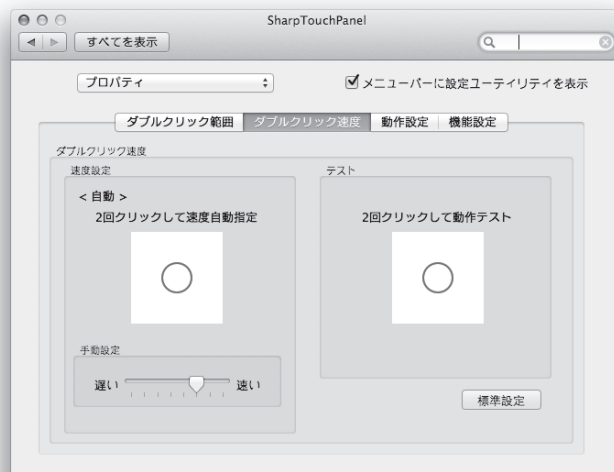 SharpTouchPanel
すべてを表示
プロパティ
メニューバーに設定ユーティリティを表示
ダブルクリック範囲 ダブルクリック速度 動作設定 機能設定
ダブルクリック速度
速度設定
< 自動 >
2回クリックして速度自動指定
手動設定
遅い 速い
テスト
2回クリックして動作テスト
標準設定